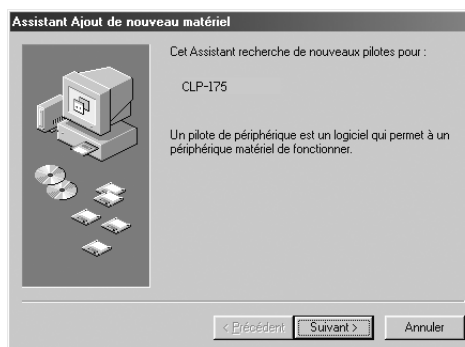 Assistant Ajout de nouveau matériel
Cet Assistant recherche de nouveaux pilotes pour :
CLP-175
Un pilote de périphérique est un logiciel qui permet à un
périphérique matériel de fonctionner.
< Précédent
Suivant >
Annuler